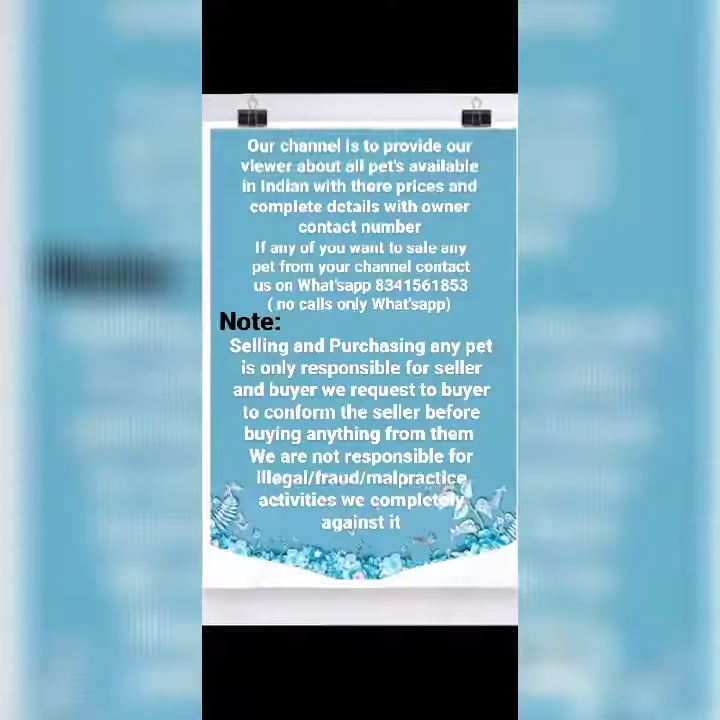 Our channel is to provide our
viewer about all pet's available
in Indian with there prices and
complete details with owner
contact number
If any of you want to sale any
pet from your channel contact
us on What'sapp 8341561853
( no calls only What'sapp)
Note:
Selling and Purchasing any pet
is only responsible for seller
and buyer we request to buyer
to conform the seller before
buying anything from them
We are not responsible for
illegal/fraud/malpractice
activities we completely
against it